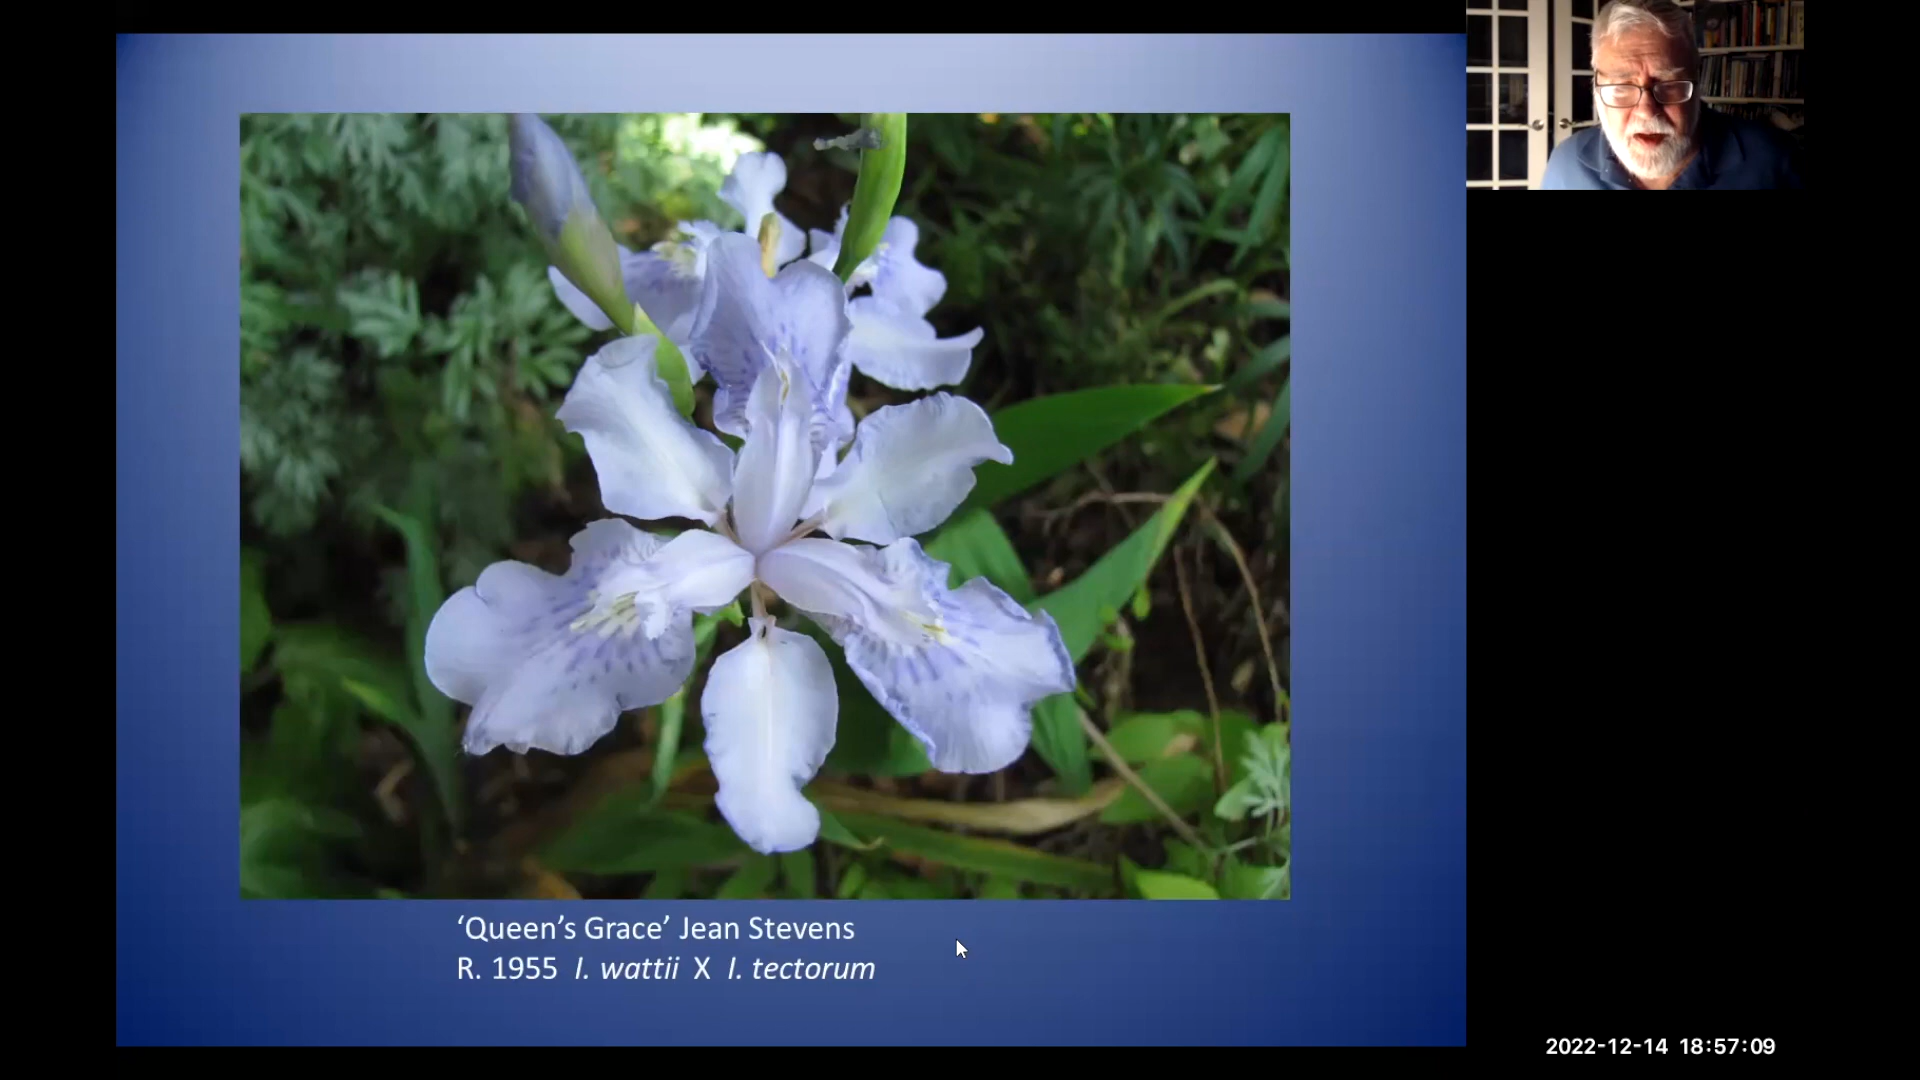 ‘Queen’s Grace’ Jean Stevens
R. 1955 I. wattii X I. tectorum
2022-12-14 18:57:09